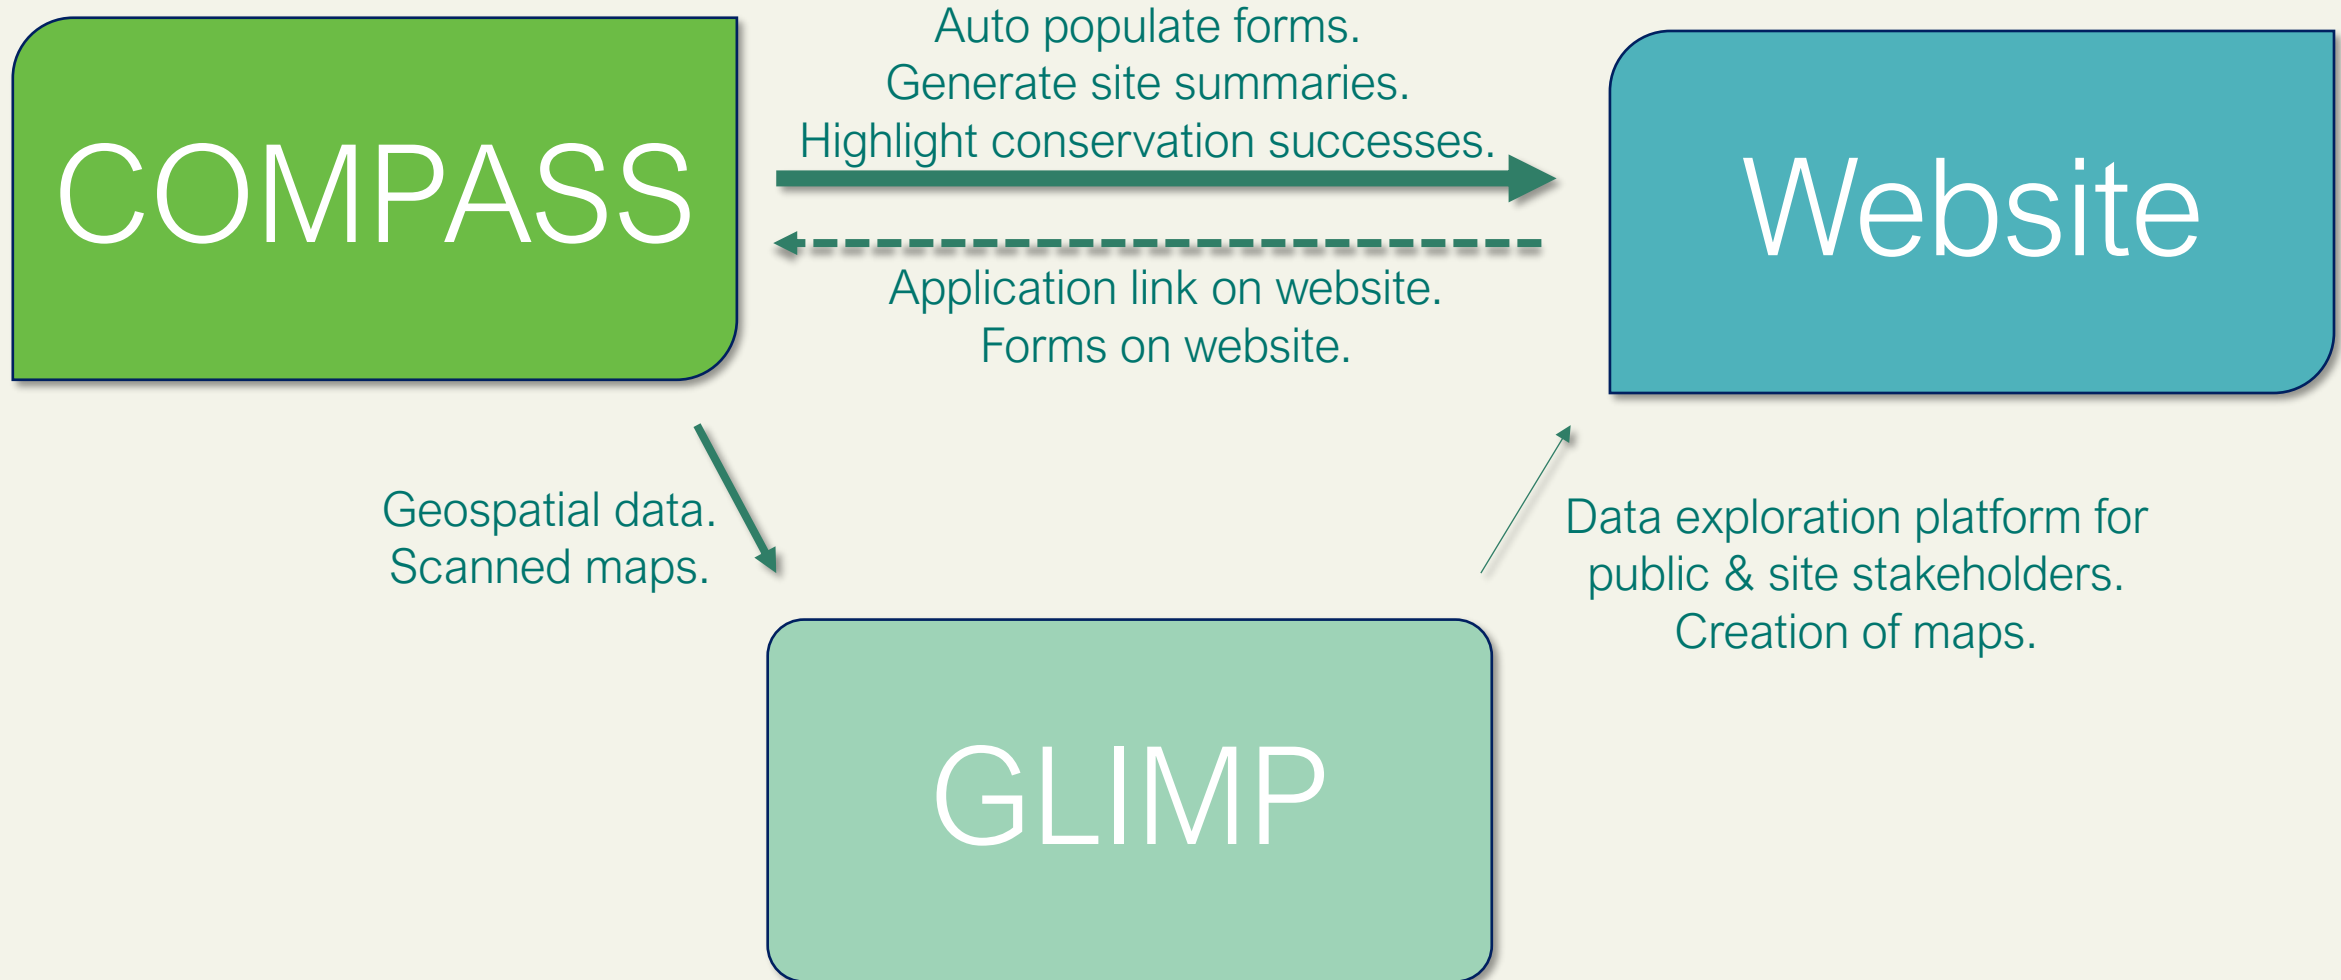 Auto populate forms.
Generate site summaries.
Highlight conservation successes.
COMPASS
Website
Application link on website.
Forms on website.
Geospatial data.
Scanned maps.
Data exploration platform for
public & site stakeholders.
Creation of maps.
GLIMP